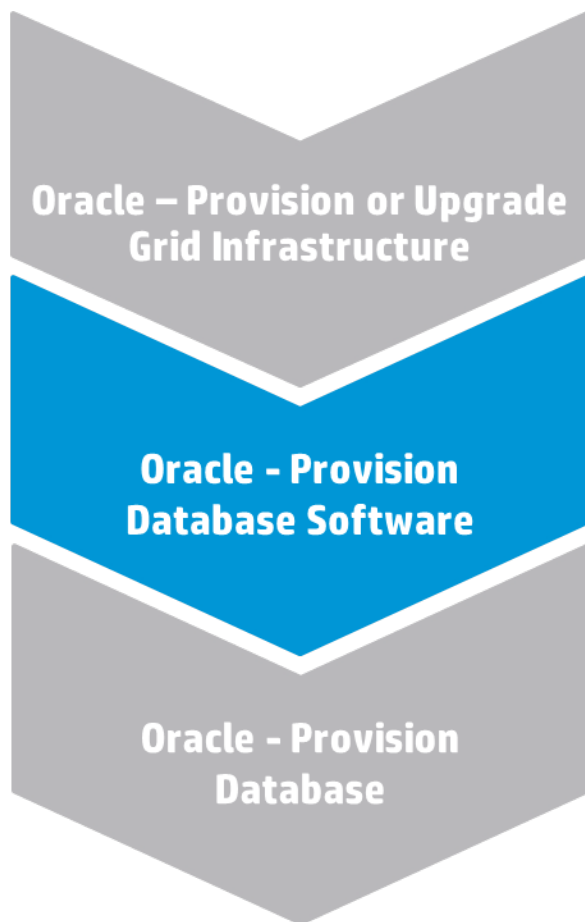 Oracle – Provision or Upgrade
Grid Infrastructure
Oracle - Provision
Database Software
Oracle - Provision
Database